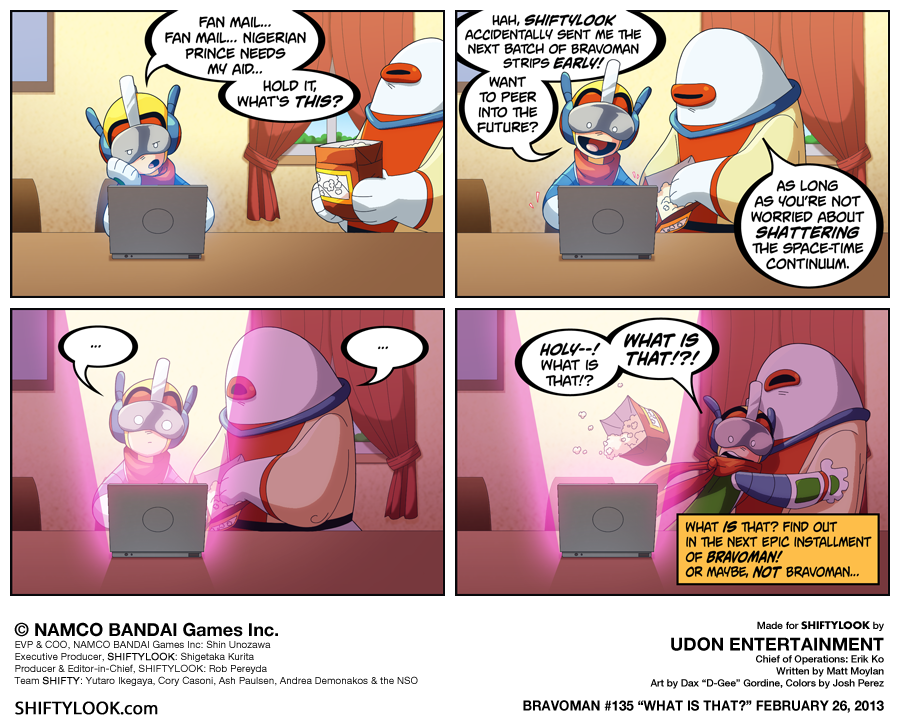 FAN MAIL...
FAN MAIL... NIGERIAN
PRINCE NEEDS
MY AID...
HOLD IT,
WHAT'S THIS?
HAH, SHIFTYLOOK
ACCIDENTALLY SENT ME THE
NEXT BATCH OF BRAVOMAN
STRIPS EARLY!
WANT
TO PEER
INTO THE
FUTURE?
AS LONG
AS YOU'RE NOT
WORRIED ABOUT
SHATTERING
THE SPACE-TIME
CONTINUUM.
...
...
HOLY--!
WHAT IS
THAT!?
WHAT IS
THAT!?!
WHAT IS THAT? FIND OUT
IN THE NEXT EPIC INSTALLMENT
OF BRAVOMAN!
OR MAYBE, NOT BRAVOMAN...
© NAMCO BANDAI Games Inc.
EVP & COO, NAMCO BANDAI Games Inc: Shin Unozawa
Executive Producer, SHIFTYLOOK: Shigetaka Kurita
Producer & Editor-in-Chief, SHIFTYLOOK: Rob Pereyda
Team SHIFTY: Yutaro Ikegaya, Cory Casoni, Ash Paulsen, Andrea Demonakos & the NSO
SHIFTYLOOK.com
Made for SHIFTYLOOK by
UDON ENTERTAINMENT
Chief of Operations: Erik Ko
Written by Matt Moylan
Art by Dax "D-Gee" Gordine, Colors by Josh Perez
BRAVOMAN #135 "WHAT IS THAT?" FEBRUARY 26, 2013